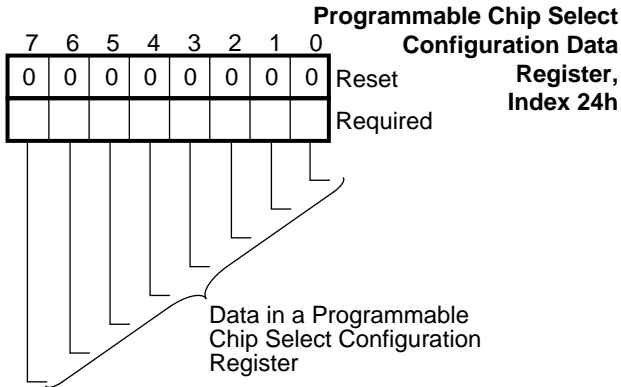 Programmable Chip Select
Configuration Data
Register,
Index 24h
7 6 5 4 3 2 1 0
0 0 0 0 0 0 0 0 Reset
Required
Data in a Programmable
Chip Select Configuration
Register